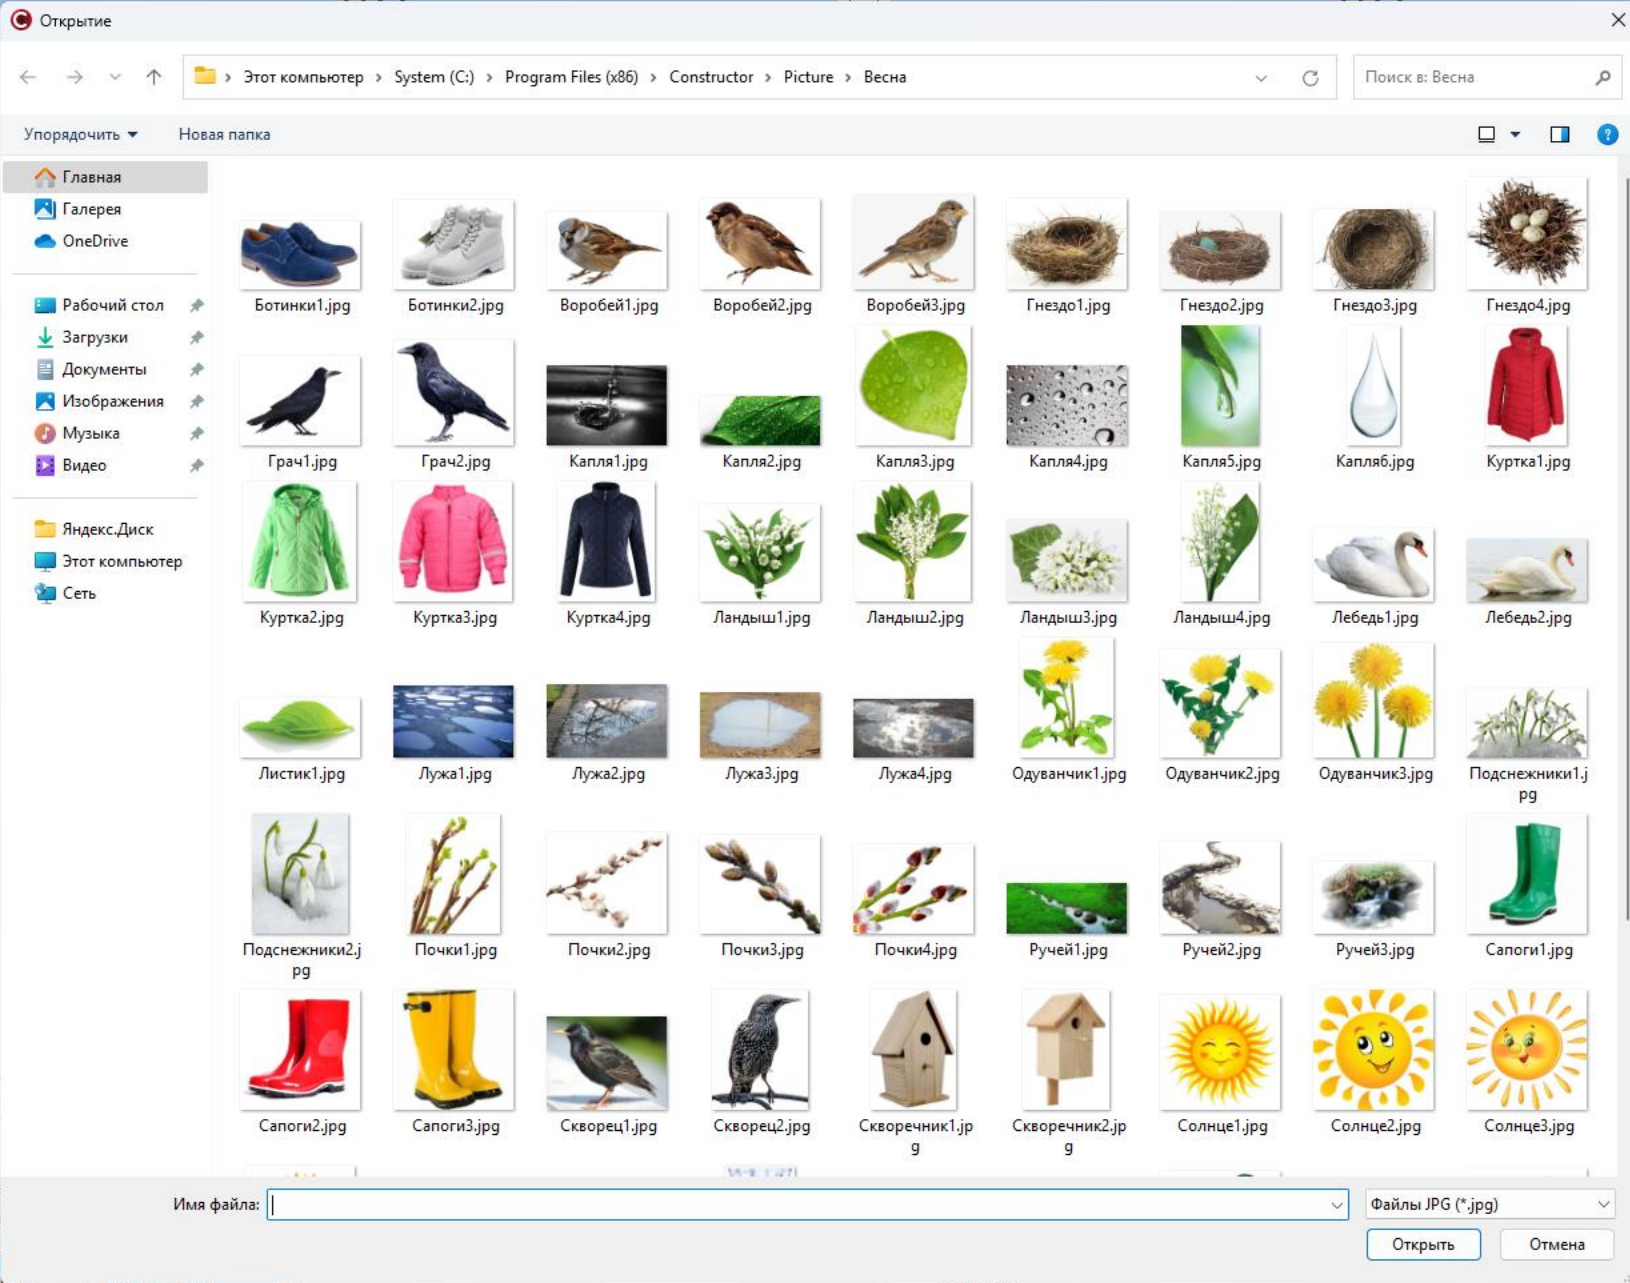 Открытие
Этот компьютер > System (C:) > Program Files (x86) > Constructor > Picture > Весна
Поиск в: Весна
Упорядочить
Новая папка
Главная
Галерея
OneDrive
Рабочий стол
Загрузки
Документы
Изображения
Музыка
Видео
Яндекс.Диск
Этот компьютер
Сеть
Ботинки1.jpg
Ботинки2.jpg
Воробей1.jpg
Воробей2.jpg
Воробей3.jpg
Гнездо1.jpg
Гнездо2.jpg
Гнездо3.jpg
Гнездо4.jpg
Грач1.jpg
Грач2.jpg
Капля1.jpg
Капля2.jpg
Капля3.jpg
Капля4.jpg
Капля5.jpg
Капля6.jpg
Куртка1.jpg
Куртка2.jpg
Куртка3.jpg
Куртка4.jpg
Ландыш1.jpg
Ландыш2.jpg
Ландыш3.jpg
Ландыш4.jpg
Лебедь1.jpg
Лебедь2.jpg
Листик1.jpg
Лужа1.jpg
Лужа2.jpg
Лужа3.jpg
Лужа4.jpg
Одуванчик1.jpg
Одуванчик2.jpg
Одуванчик3.jpg
Подснежники1.j
pg
Подснежники2.j
pg
Почки1.jpg
Почки2.jpg
Почки3.jpg
Почки4.jpg
Ручей1.jpg
Ручей2.jpg
Ручей3.jpg
Сапоги1.jpg
Сапоги2.jpg
Сапоги3.jpg
Скворец1.jpg
Скворец2.jpg
Скворечник1.jp
g
Скворечник2.jp
g
Солнце1.jpg
Солнце2.jpg
Солнце3.jpg
Имя файла:
Файлы JPG (*.jpg)
Открыть
Отмена